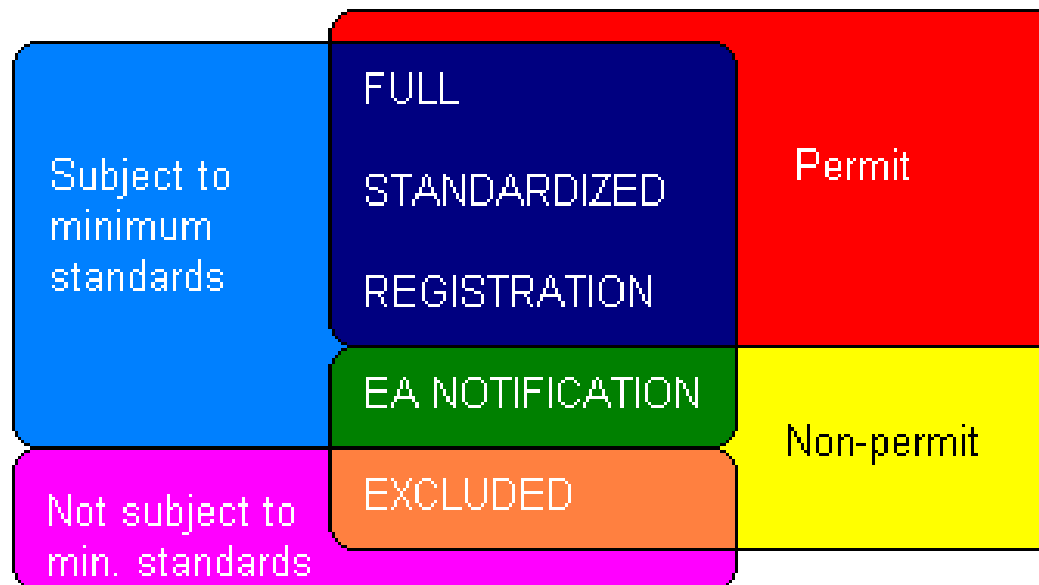 FULL
Permit
Subject to
minimum
standards
STANDARDIZED
REGISTRATION
EA NOTIFICATION
Non-permit
EXCLUDED
Not subject to
min. standards